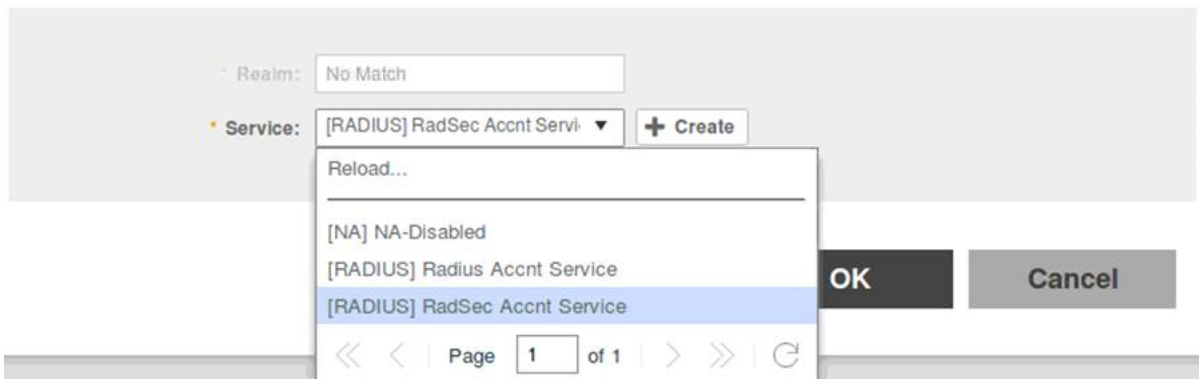 * Realm: No Match
* Service: [RADIUS] RadSec Accnt Servi
+ Create
Reload...
[NA] NA-Disabled
[RADIUS] Radius Accnt Service
[RADIUS] RadSec Accnt Service
OK
Cancel
Page 1 of 1